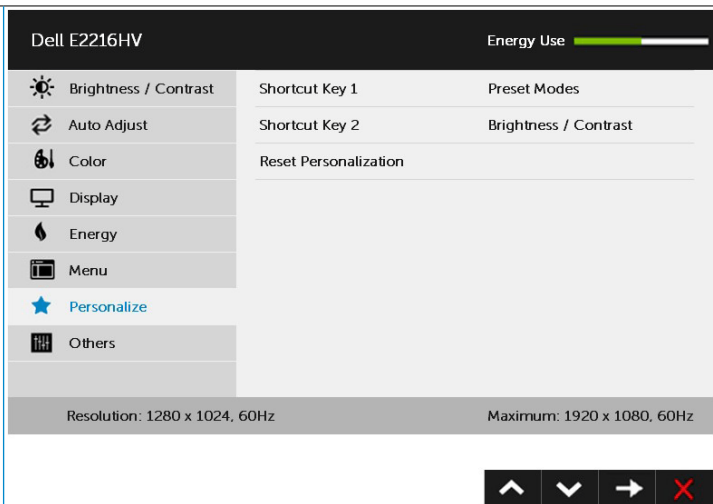 Dell E2216HV Energy Use
Brightness / Contrast Shortcut Key 1 Preset Modes
Auto Adjust Shortcut Key 2 Brightness / Contrast
Color Reset Personalization
Display
Energy
Menu
Personalize
Others
Resolution: 1280 x 1024, 60Hz Maximum: 1920 x 1080, 60Hz